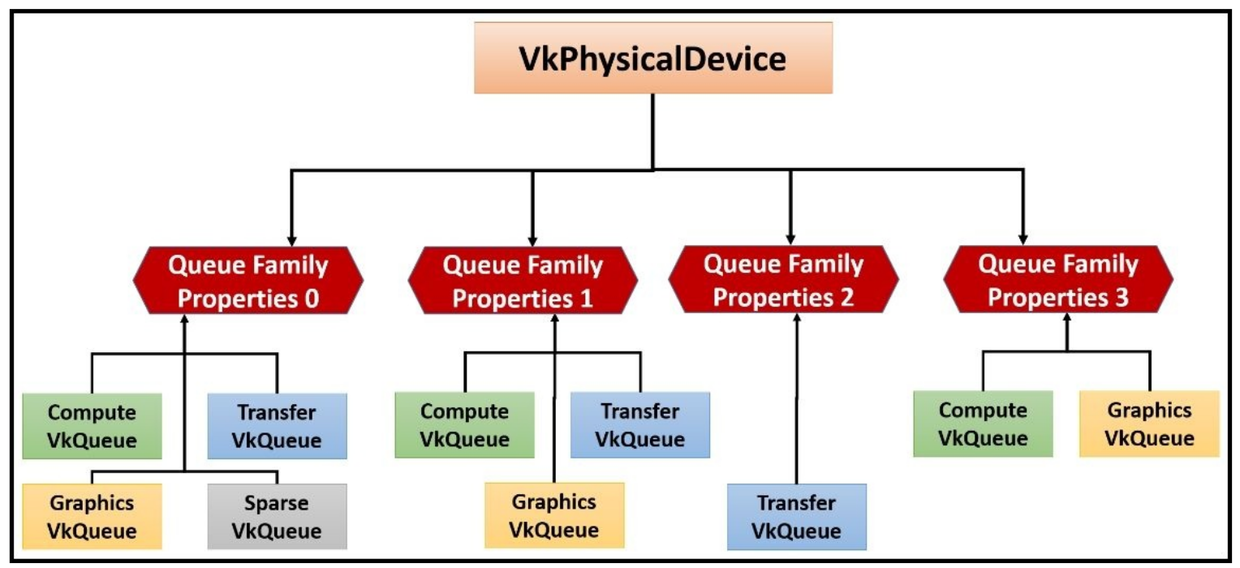 VkPhysicalDevice
Queue Family
Properties 0
Queue Family
Properties 1
Queue Family
Properties 2
Queue Family
Properties 3
Compute
VkQueue
Transfer
VkQueue
Graphics
VkQueue
Sparse
VkQueue
Compute
VkQueue
Transfer
VkQueue
Graphics
VkQueue
Transfer
VkQueue
Compute
VkQueue
Graphics
VkQueue